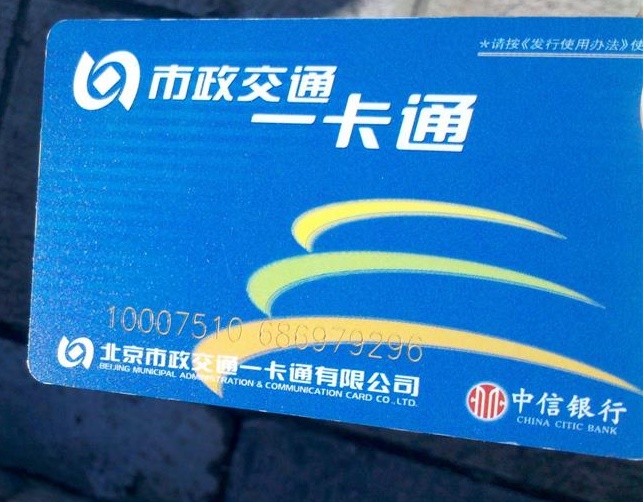 *请按《发行使用办法》使
市政交通
一卡通
10007510 686979296
北京市政交通一卡通有限公司
BEIJING MUNICIPAL ADMINISTRATION & COMMUNICATION CARD CO.,LTD.
中信银行
CHINA CITIC BANK